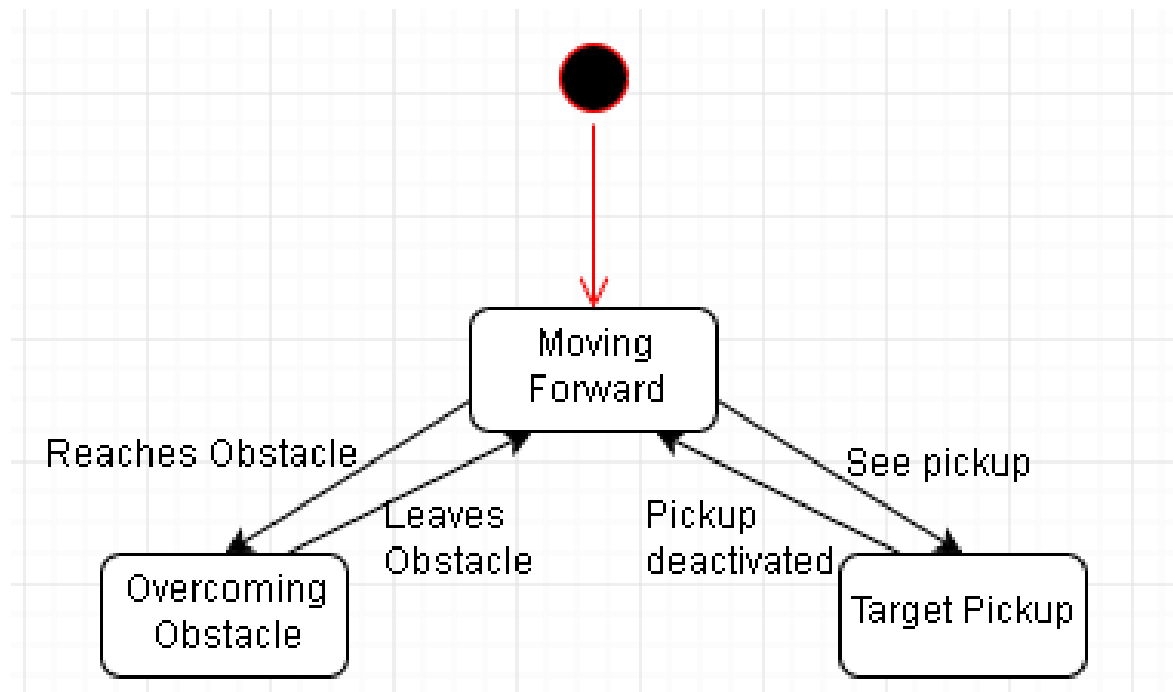 Moving
Forward
Reaches Obstacle
See pickup
Leaves
Obstacle
Pickup
deactivated
Overcoming
Obstacle
Target Pickup